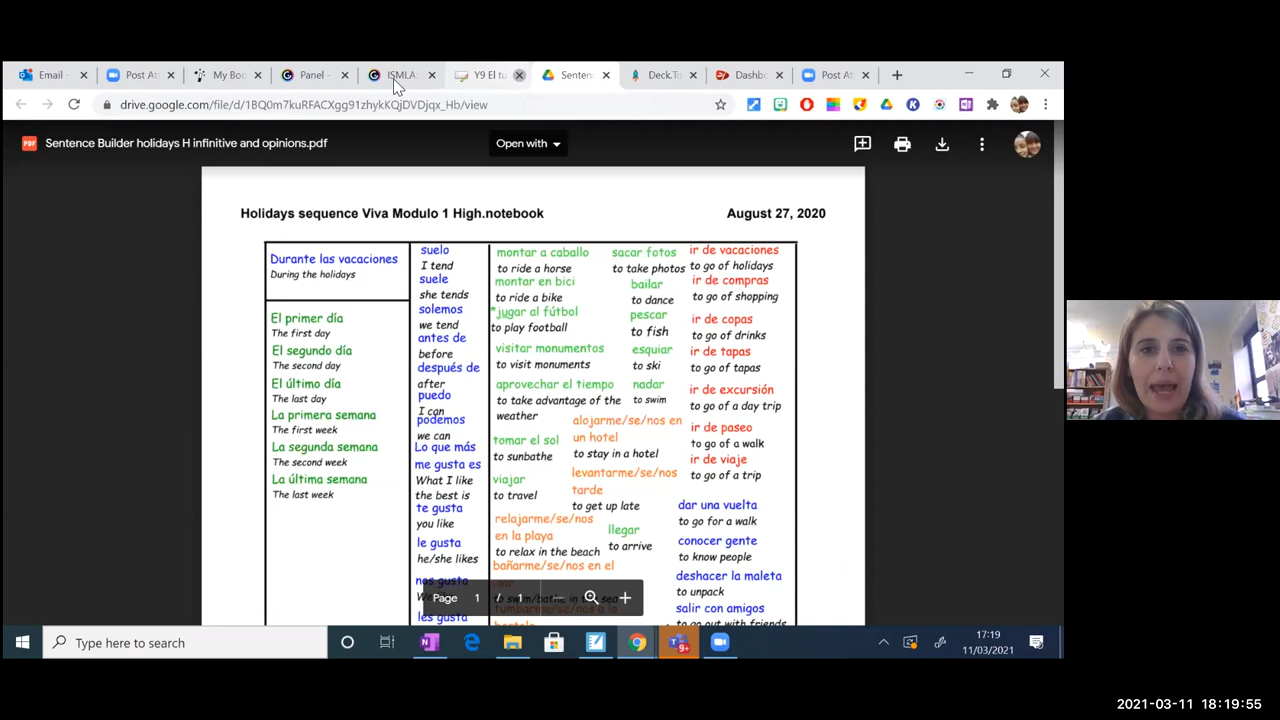 Email -
Post At
My Boo
Panel -
ISMLA
Y9 El tu
Senten
Deck.To
Dashbo
Post At
drive.google.com/file/d/1BQ0m7kuRFACXgg91zhykKQjDVDjqx_Hb/view
PDF
Sentence Builder holidays H infinitive and opinions.pdf
Open with
Holidays sequence Viva Modulo 1 High.notebook
August 27, 2020
Durante las vacaciones
During the holidays
El primer día
The first day
El segundo día
The second day
El último día
The last day
La primera semana
The first week
La segunda semana
The second week
La última semana
The last week
suelo
I tend
suele
she tends
solemos
we tend
antes de
before
después de
after
puedo
I can
podemos
we can
Lo que más
me gusta es
What I like
the best is
te gusta
you like
le gusta
he/she likes
nos gusta
les gusta
montar a caballo
to ride a horse
montar en bici
to ride a bike
*jugar al fútbol
to play football
visitar monumentos
to visit monuments
aprovechar el tiempo
to take advantage of the
weather
tomar el sol
to sunbathe
viajar
to travel
relajarme/se/nos
en la playa
to relax in the beach
bañarme/se/nos en el
sacar fotos
to take photos
bailar
to dance
pescar
to fish
esquiar
to ski
nadar
to swim
alojarme/se/nos en
un hotel
to stay in a hotel
levantarme/se/nos
tarde
to get up late
llegar
to arrive
ir de vacaciones
to go of holidays
ir de compras
to go of shopping
ir de copas
to go of drinks
ir de tapas
to go of tapas
ir de excursión
to go of a day trip
ir de paseo
to go of a walk
ir de viaje
to go of a trip
dar una vuelta
to go for a walk
conocer gente
to know people
deshacer la maleta
to unpack
salir con amigos
to go out with friends
Page 1 / 1
Type here to search
9+
17:19
11/03/2021
2021-03-11 18:19:55